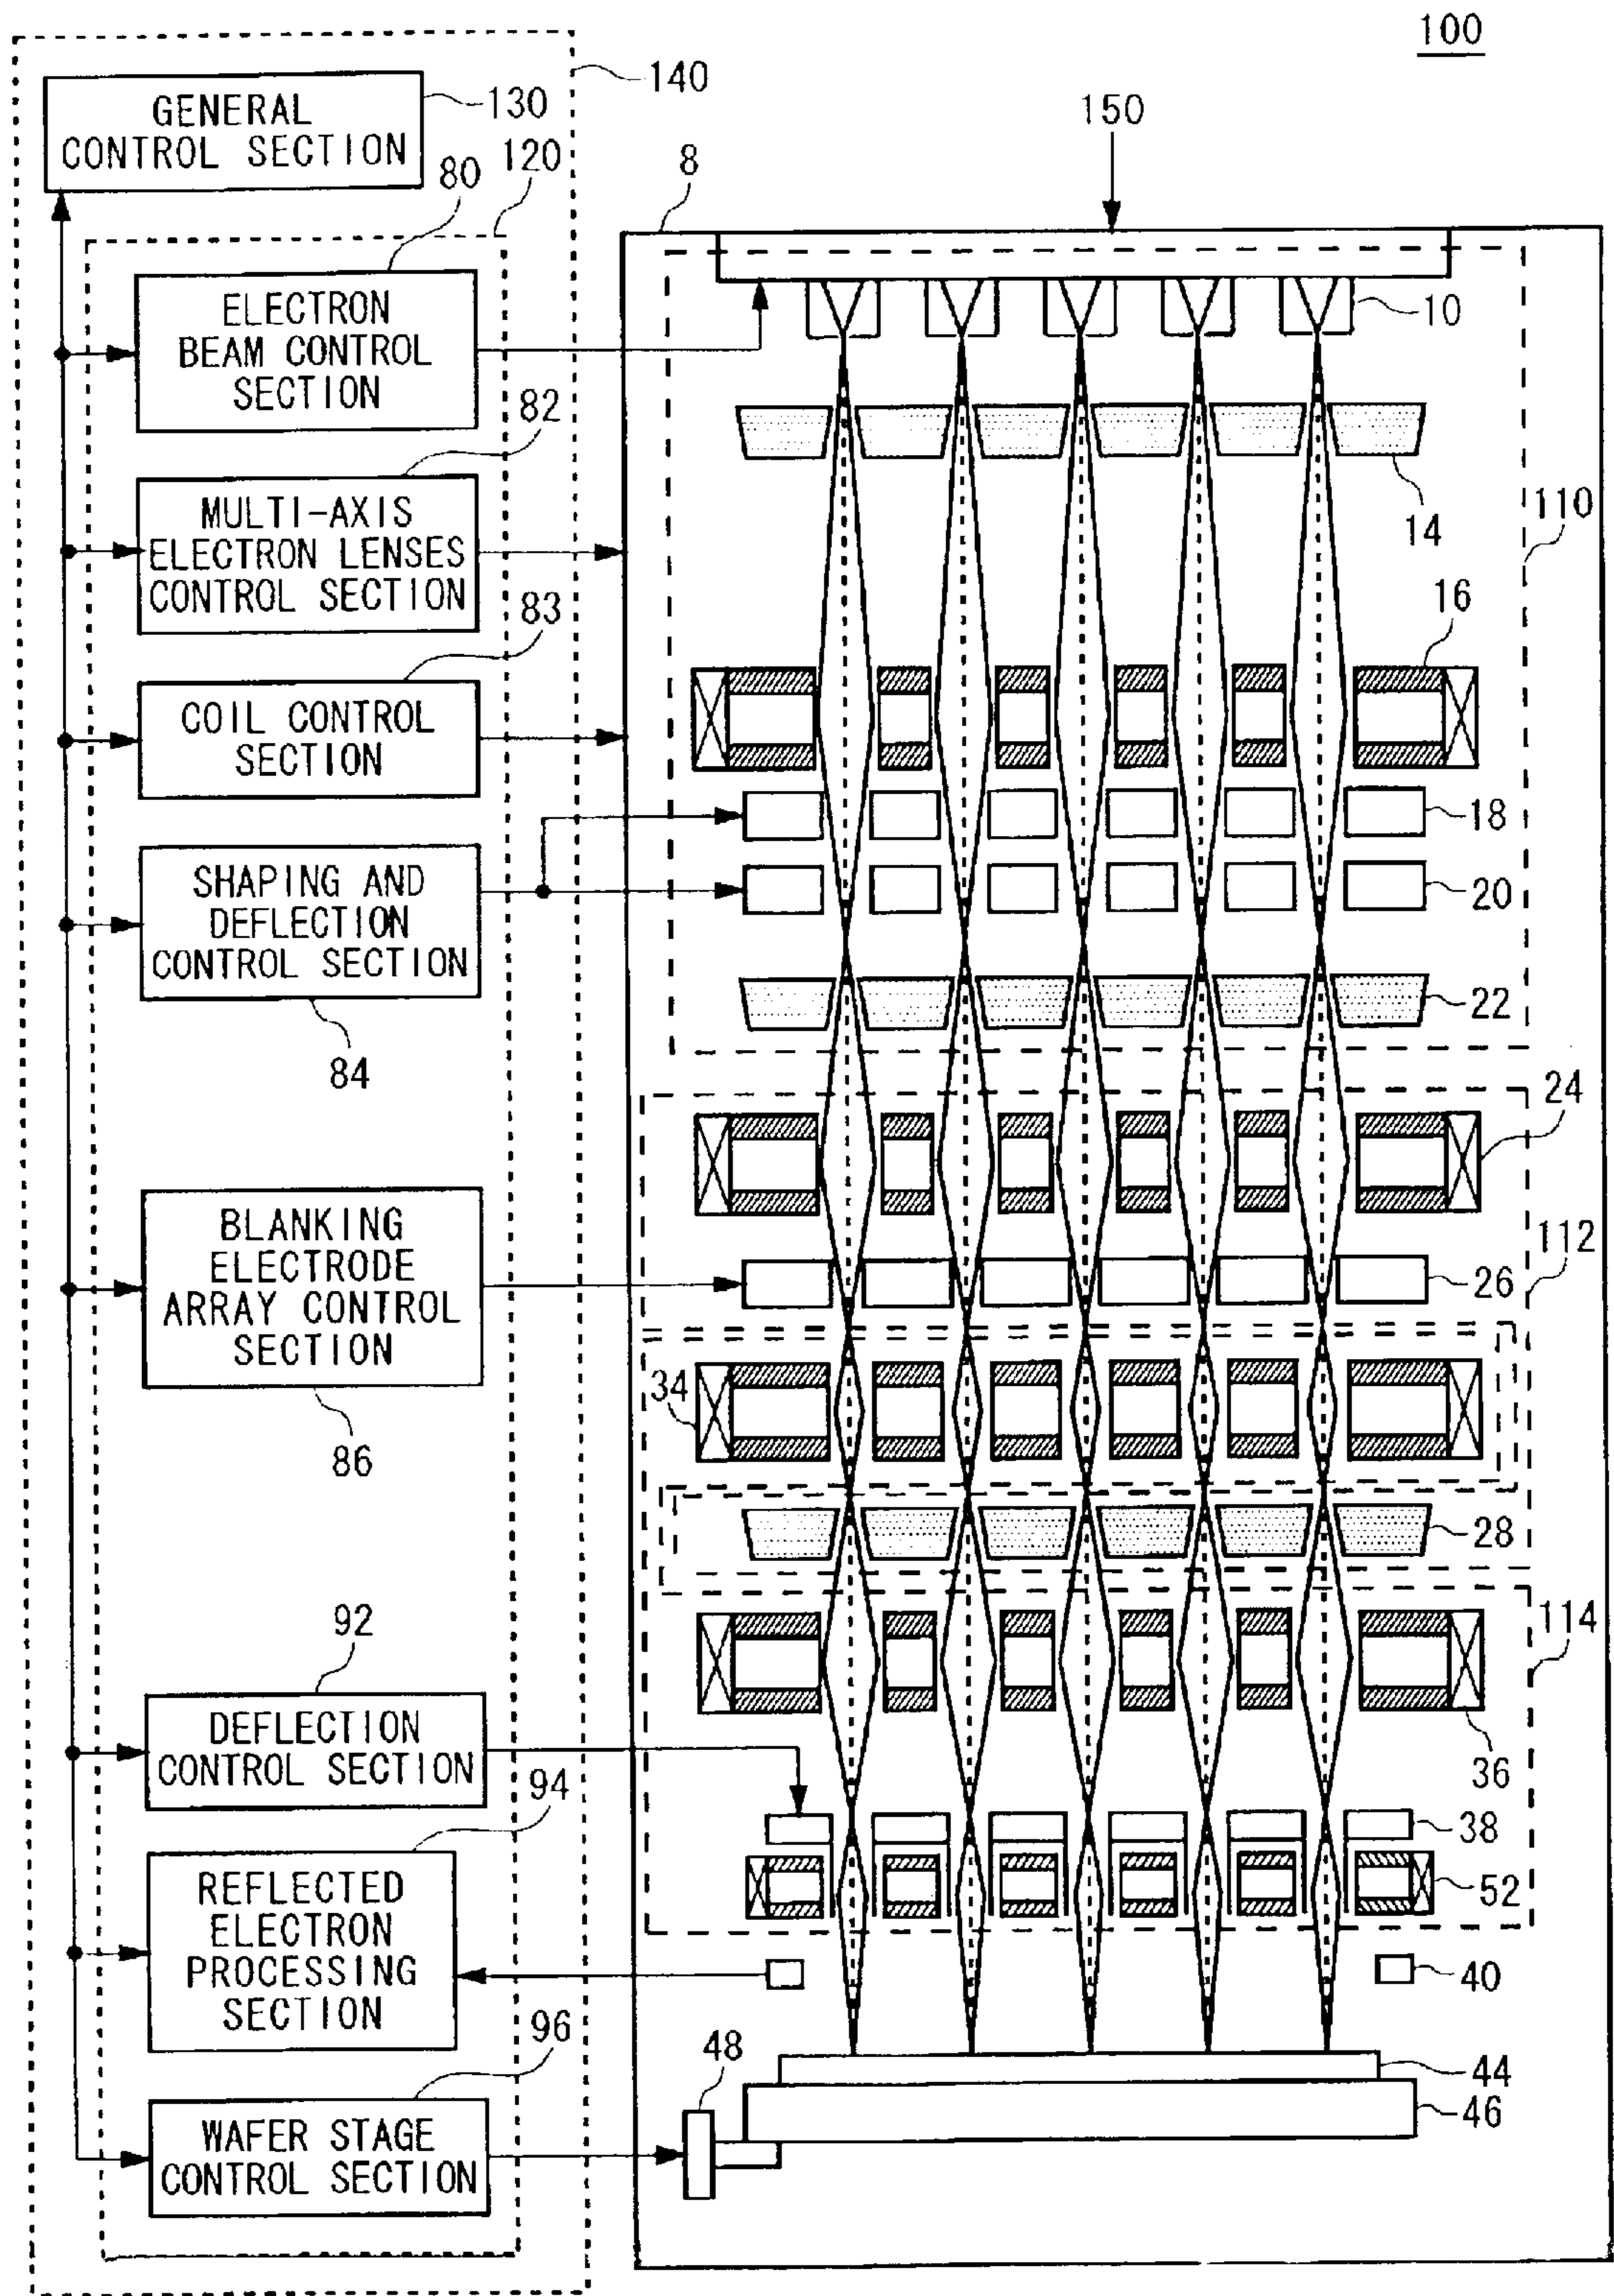 100
140
GENERAL
CONTROL SECTION
130
120
150
80
8
ELECTRON
BEAM CONTROL
SECTION
10
82
14
110
MULTI-AXIS
ELECTRON LENSES
CONTROL SECTION
83
16
COIL CONTROL
SECTION
18
SHAPING AND
DEFLECTION
CONTROL SECTION
20
22
84
24
BLANKING
ELECTRODE
ARRAY CONTROL
SECTION
112
26
34
86
28
92
114
DEFLECTION
CONTROL SECTION
36
94
38
REFLECTED
ELECTRON
PROCESSING
SECTION
52
40
96
48
44
46
WAFER STAGE
CONTROL SECTION